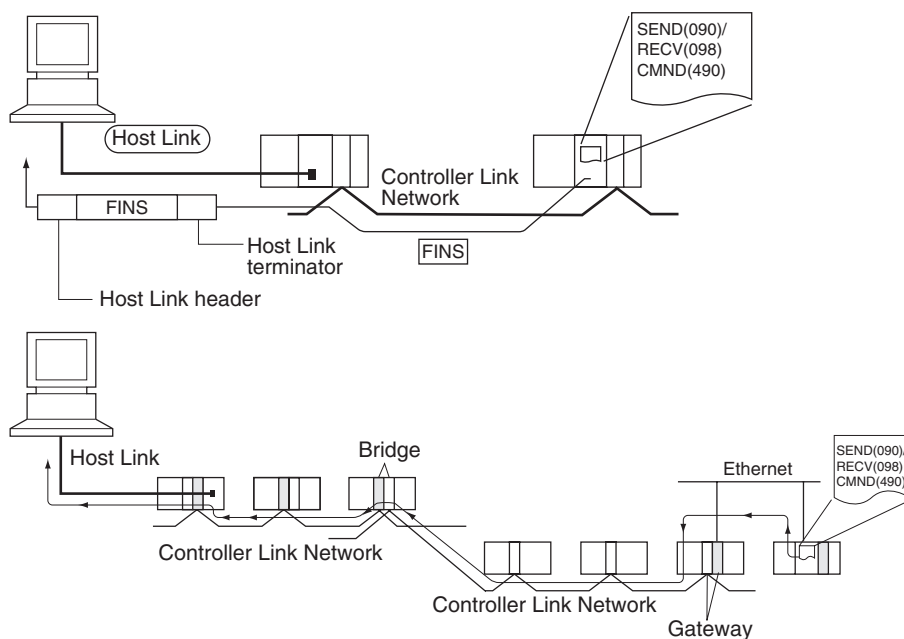 SEND(090)/
RECV(098)
CMND(490)
Host Link
Controller Link
Network
FINS
Host Link
terminator
FINS
Host Link header
Bridge
Host Link
Ethernet
SEND(090)/
RECV(098)
CMND(490)
Controller Link Network
Controller Link Network
Gateway